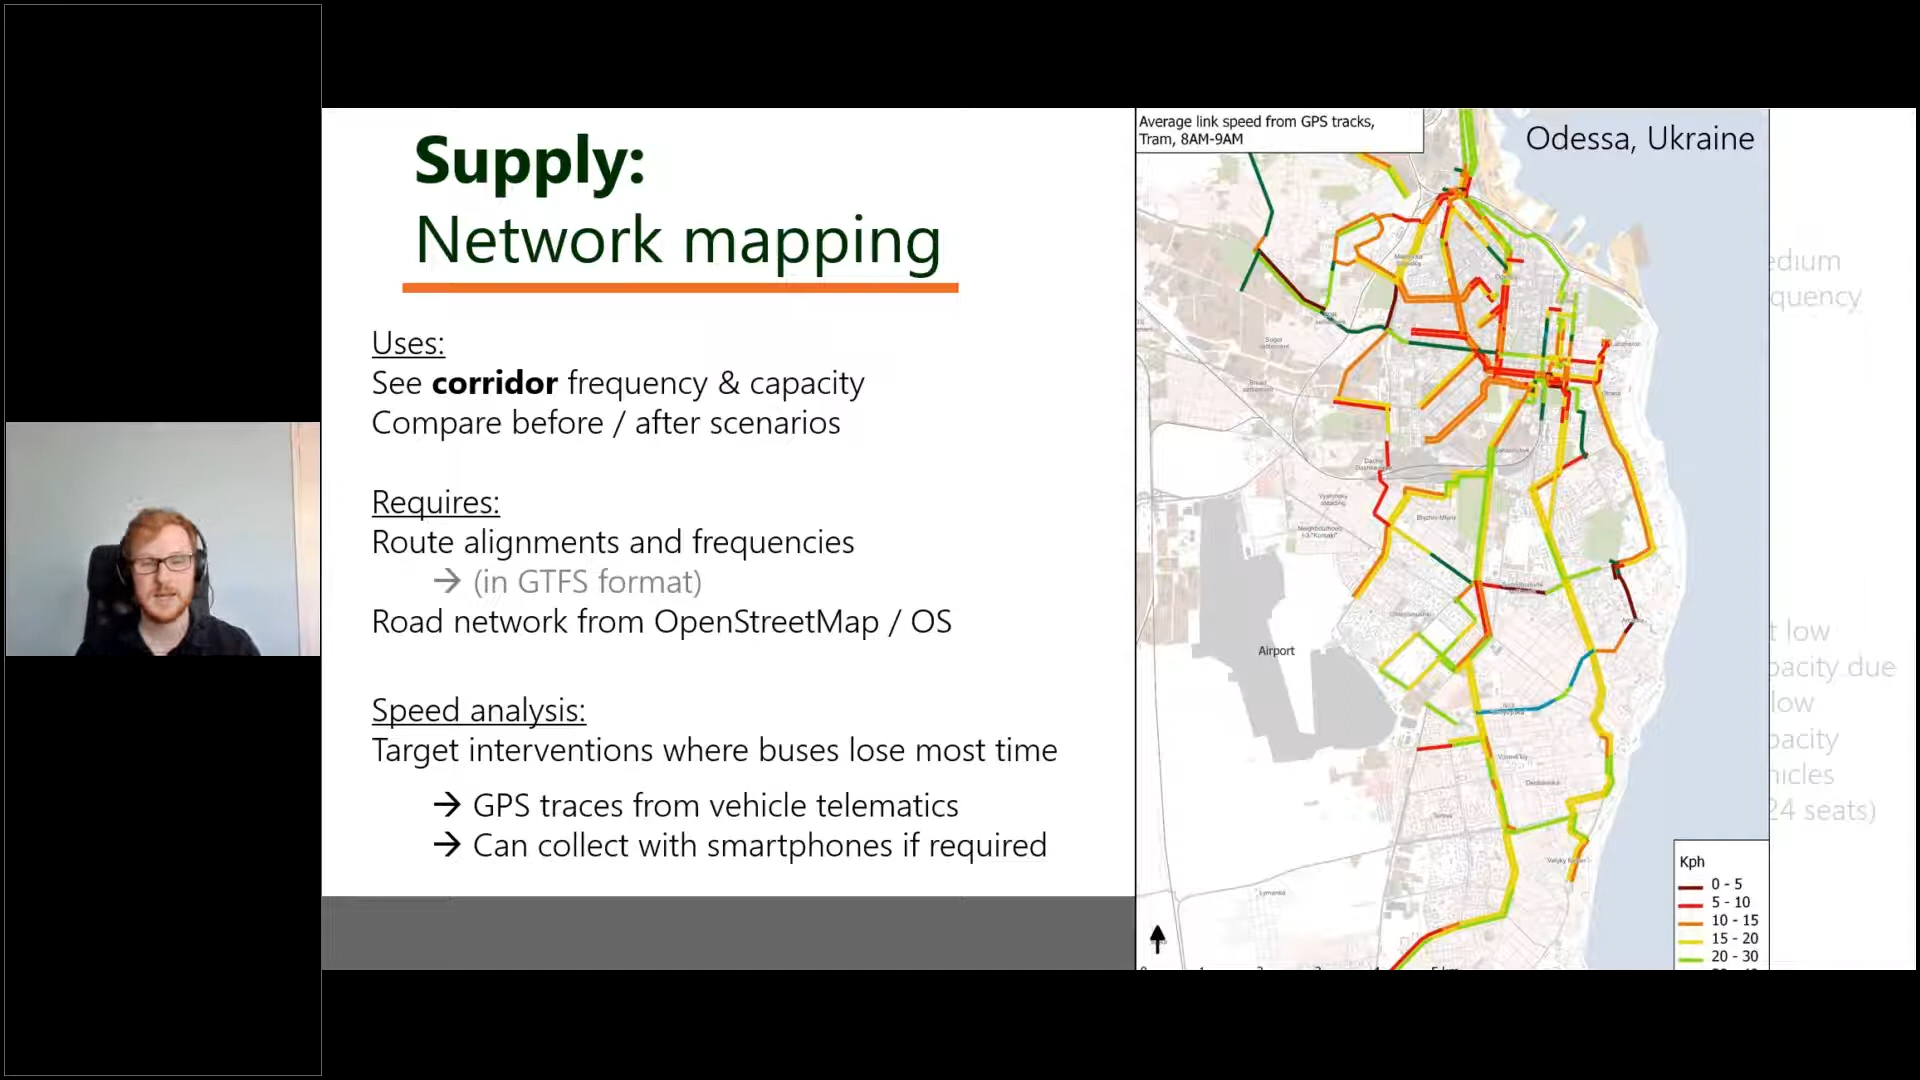 Supply:
Network mapping
Uses:
See corridor frequency & capacity
Compare before / after scenarios
Requires:
Route alignments and frequencies
→ (in GTFS format)
Road network from OpenStreetMap / OS
Speed analysis:
Target interventions where buses lose most time
→ GPS traces from vehicle telematics
→ Can collect with smartphones if required
Average link speed from GPS tracks,
Tram, 8AM-9AM
Odessa, Ukraine
Airport
Lymanka
Kph
0 - 5
5 - 10
10 - 15
15 - 20
20 - 30
edium
quency
t low
pacity due
low
pacity
hicles
24 seats)